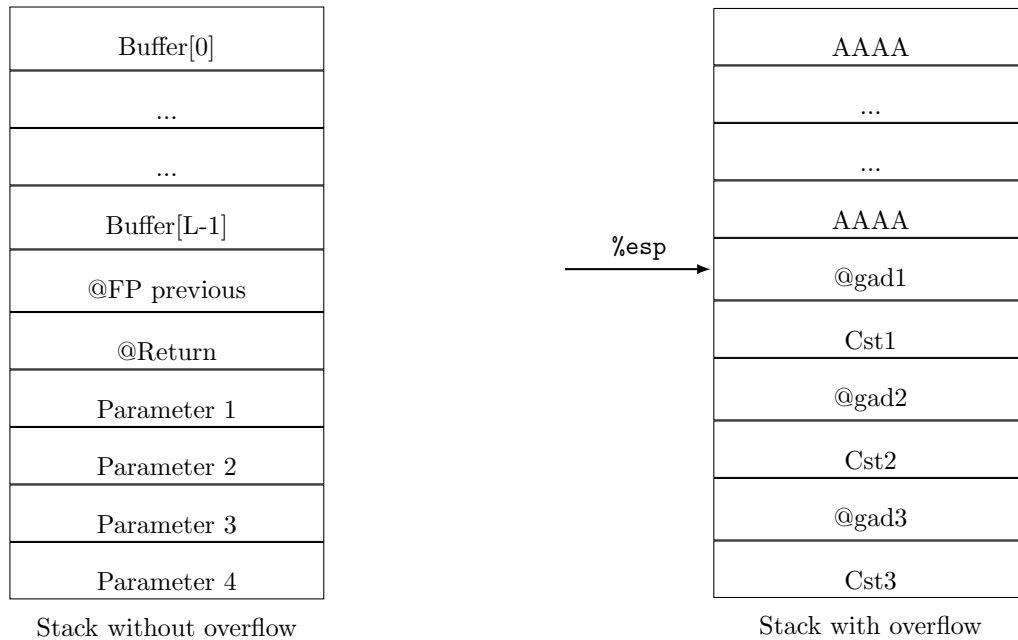 Buffer[0]
...
...
Buffer[L-1]
@FP previous
@Return
Parameter 1
Parameter 2
Parameter 3
Parameter 4
Stack without overflow
%esp
AAAA
...
...
AAAA
@gad1
Cst1
@gad2
Cst2
@gad3
Cst3
Stack with overflow